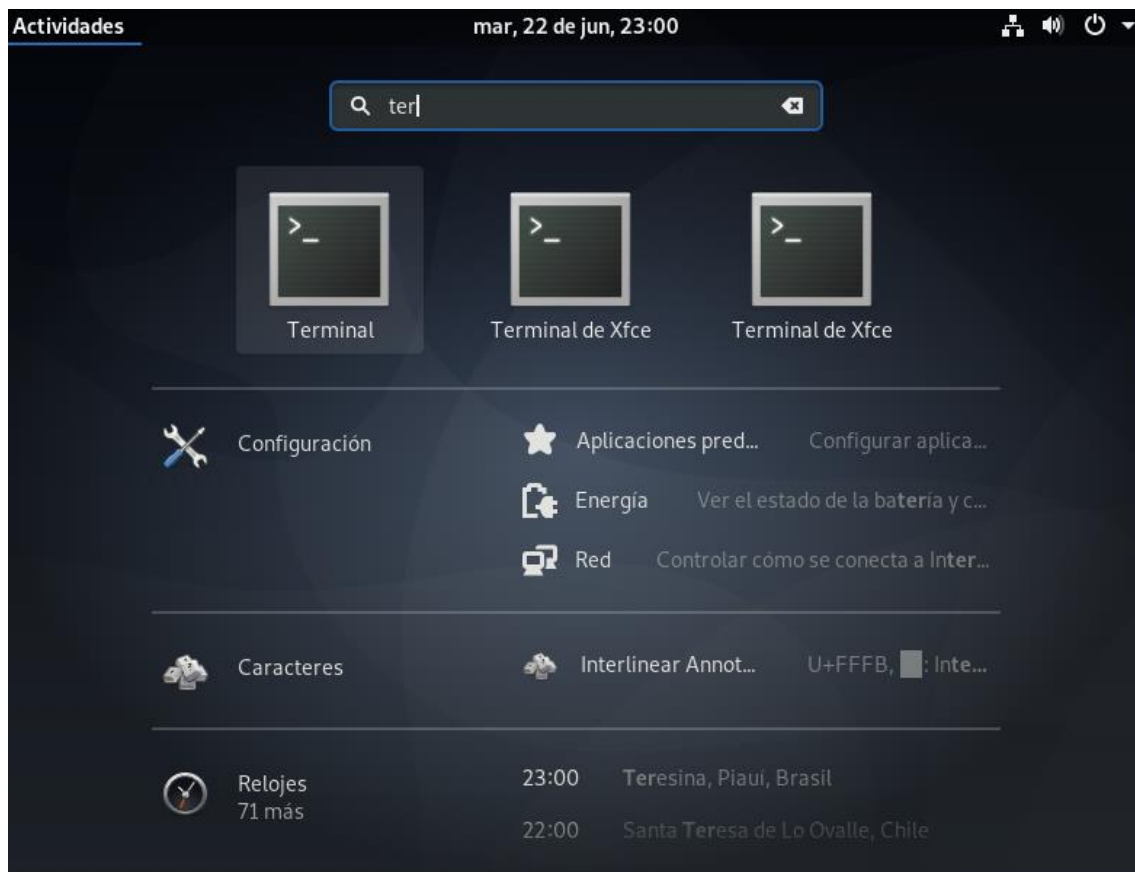 Actividades mar, 22 de jun, 23:00
ter
>_ >_ >_
Terminal Terminal de Xfce Terminal de Xfce
Configuración Aplicaciones pred... Configurar aplica...
Energía Ver el estado de la batería y c...
Red Controlar cómo se conecta a Inter...
Caracteres Interlinear Annot... U+FFFB, : Inte...
Relojes 23:00 Teresina, Piauí, Brasil
71 más
22:00 Santa Teresa de Lo Ovalle, Chile